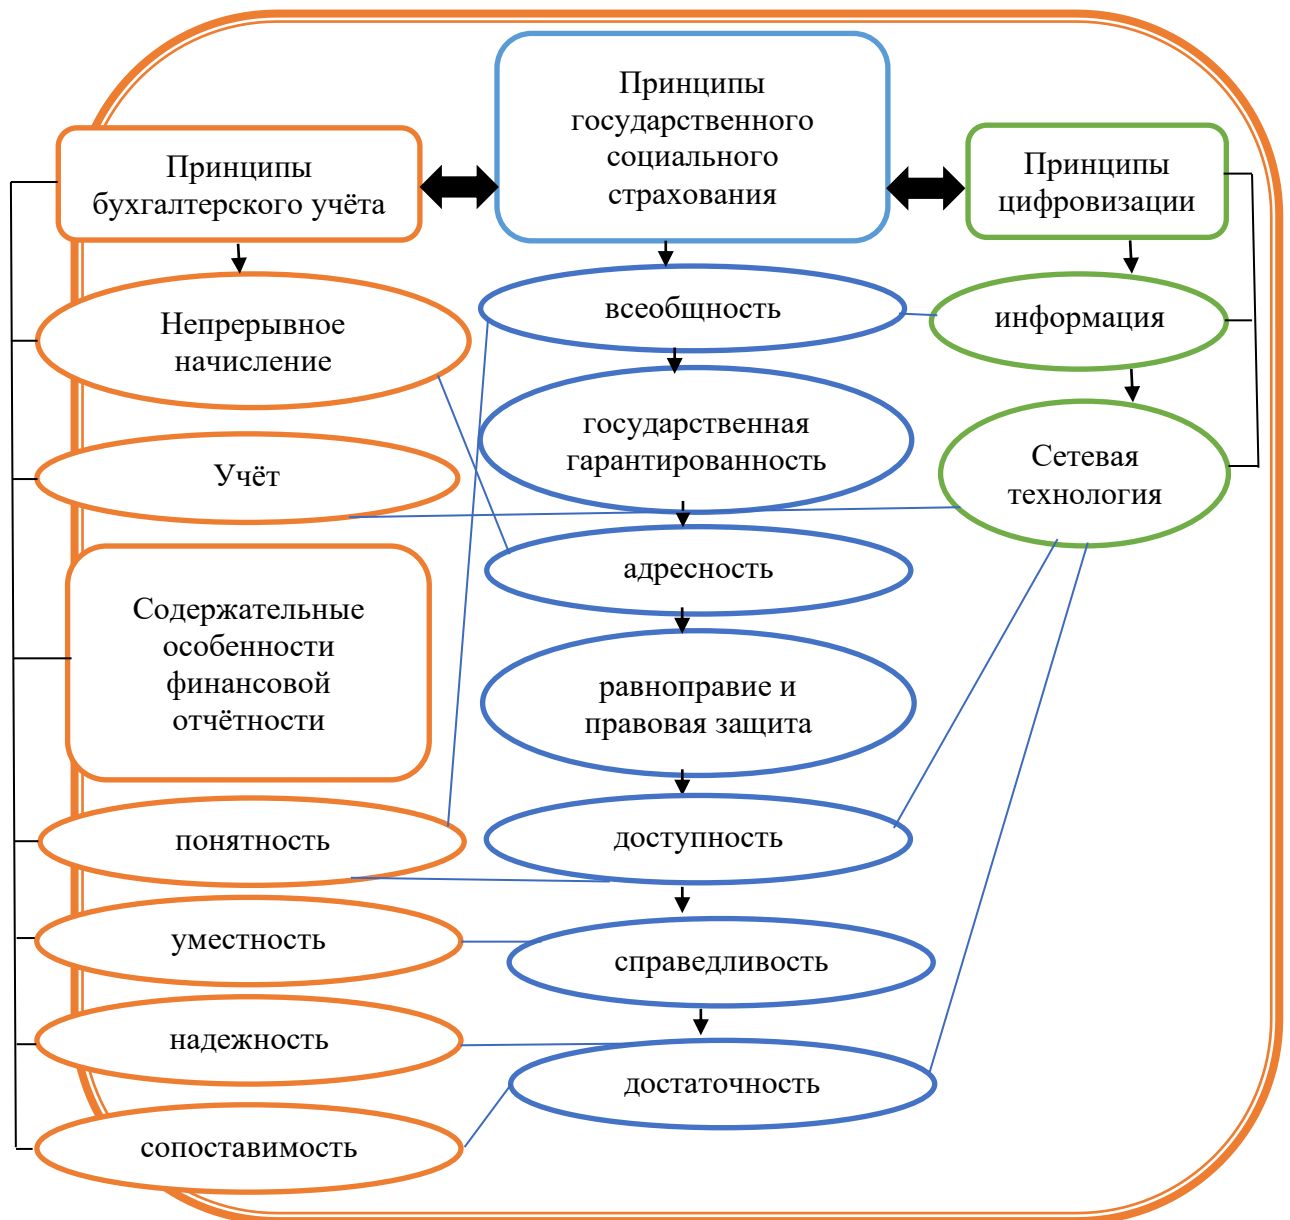 Принципы
бухгалтерского учёта
Непрерывное
начисление
Учёт
Содержательные
особенности
финансовой
отчётности
понятность
уместность
надежность
сопоставимость
Принципы
государственного
социального
страхования
всеобщность
государственная
гарантированность
адресность
равноправие и
правовая защита
доступность
справедливость
достаточность
Принципы
цифровизации
информация
Сетевая
технология